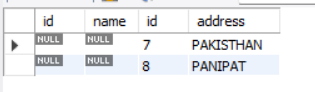 id name id address
NULL NULL 7 PAKISTHAN
NULL NULL 8 PANIPAT